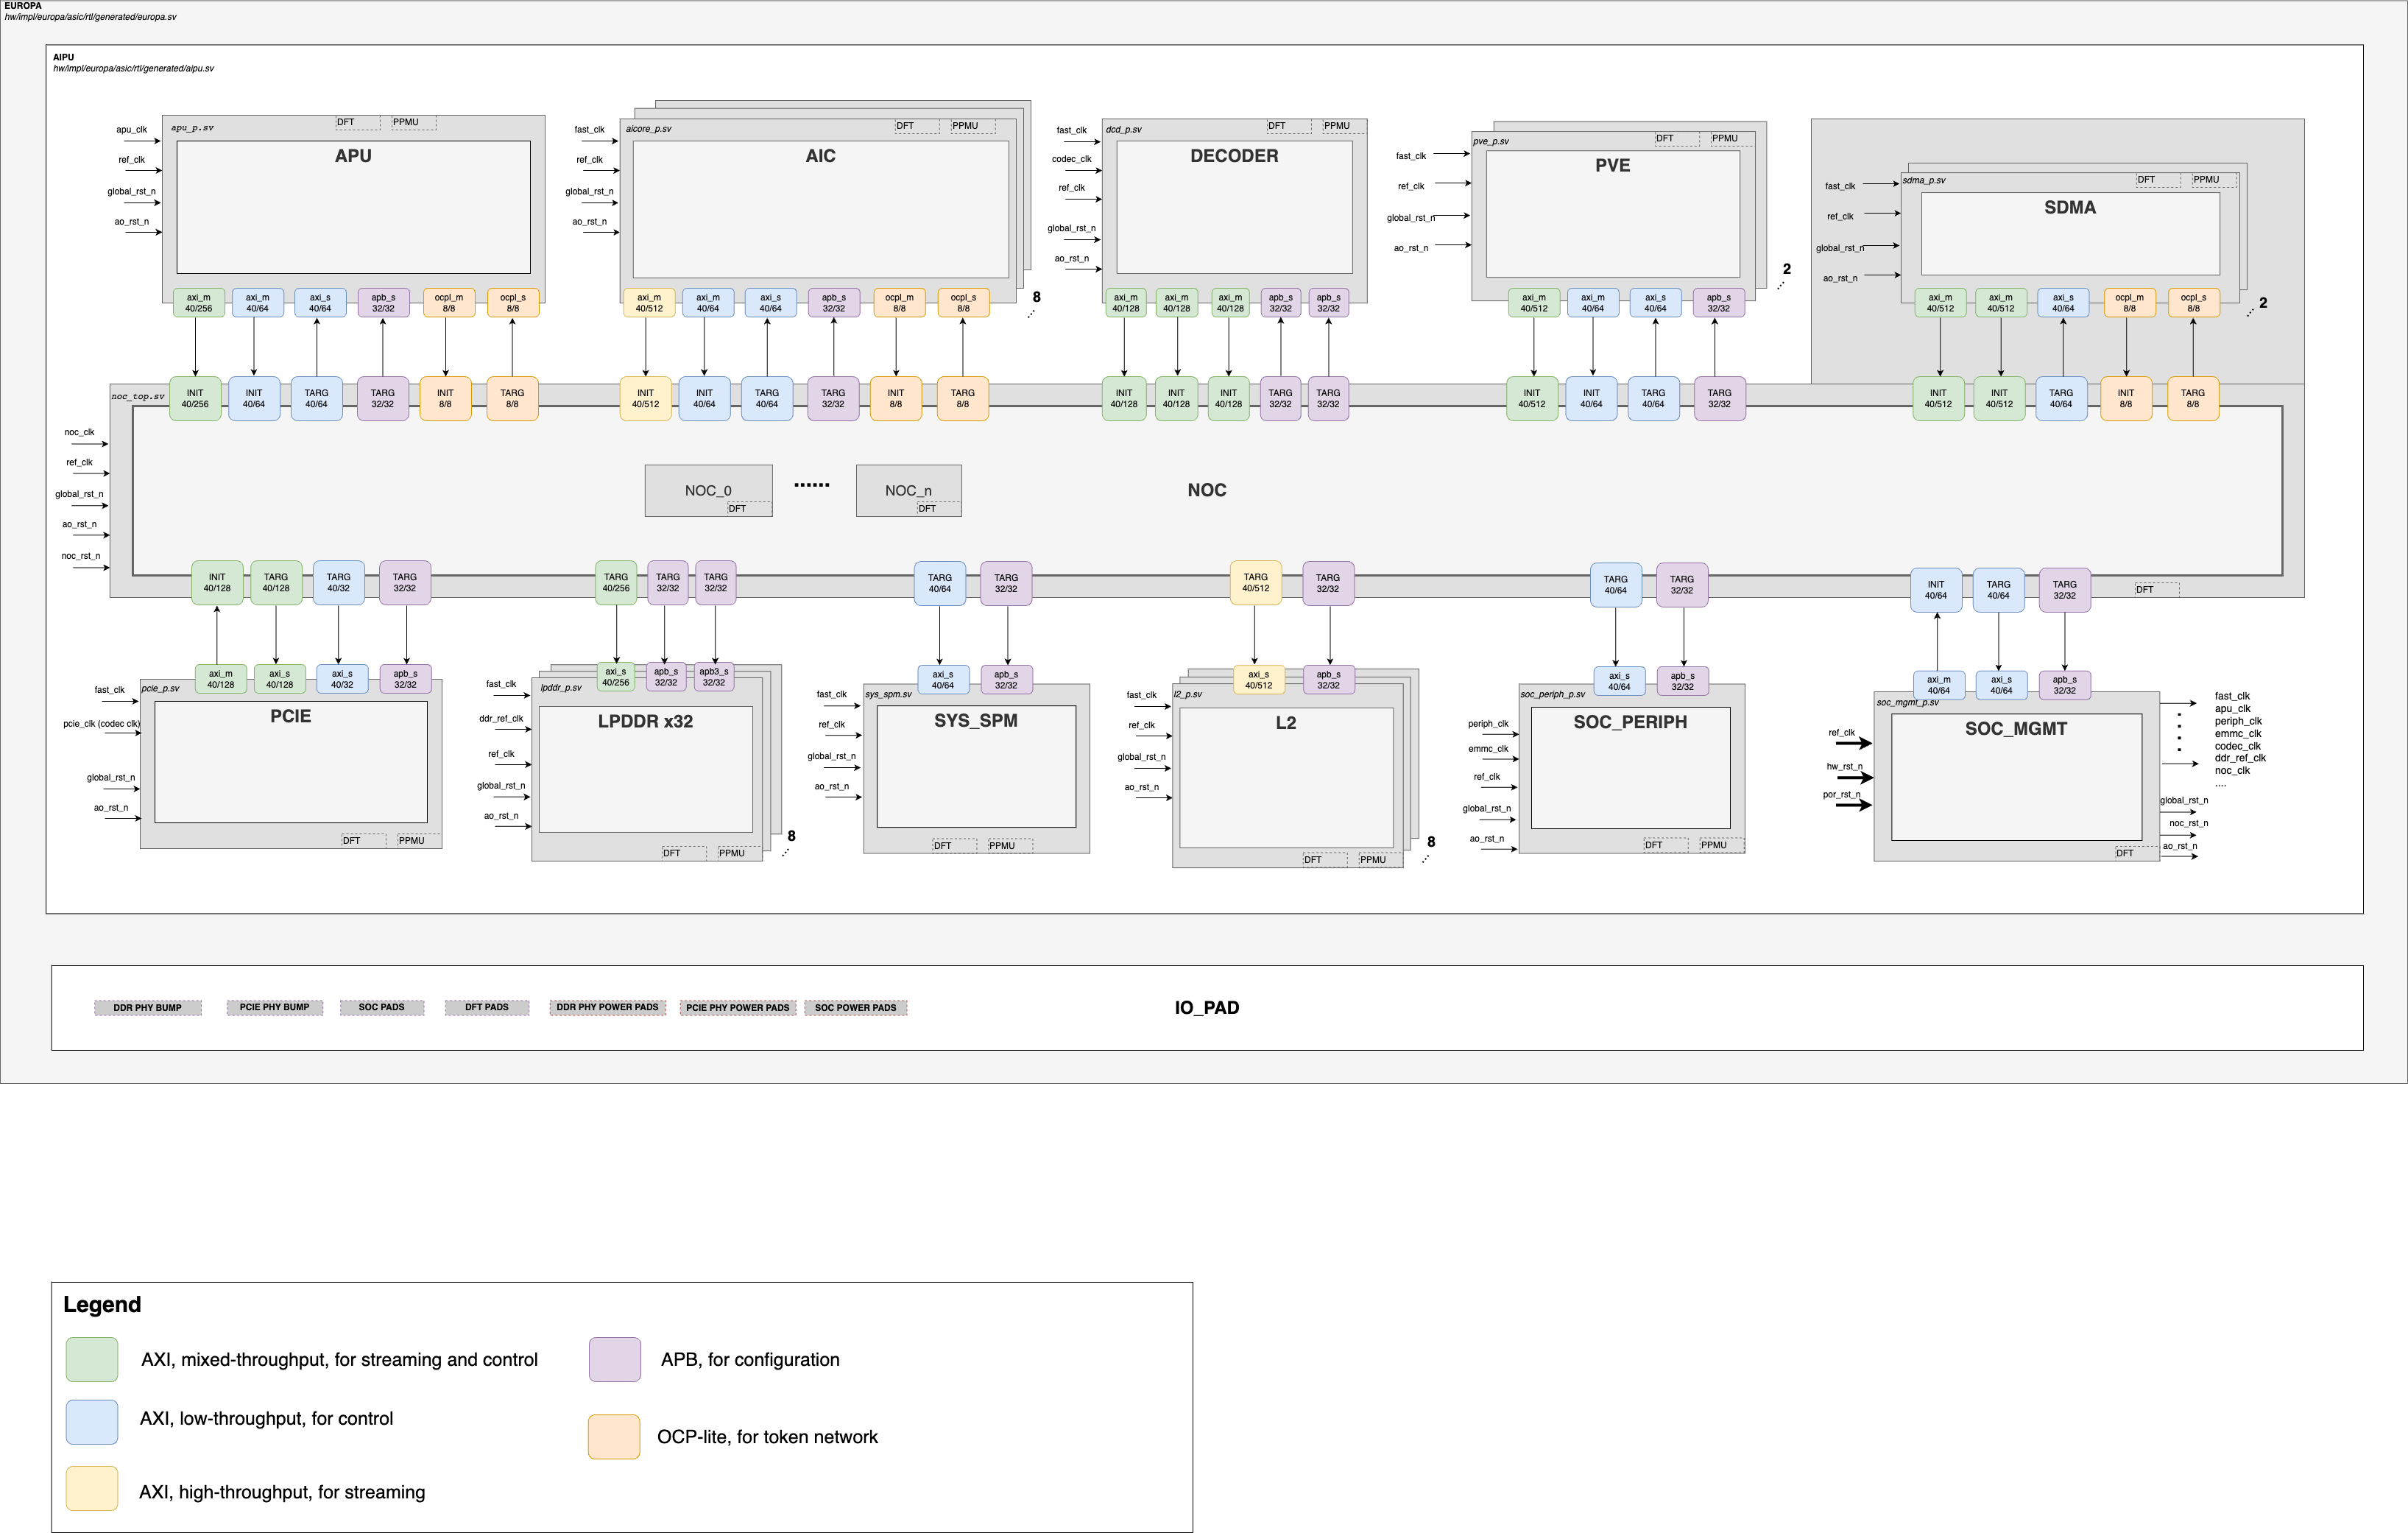 EUROPA
hw/impl/europa/asic/rtl/generated/europa.sv
AIPU
hw/impl/europa/asic/rtl/generated/aipu.sv
apu_clk
ref_clk
global_rst_n
ao_rst_n
apu_p.sv
DFT
PPMU
APU
axi_m 40/256
axi_m 40/64
axi_s 40/64
apb_s 32/32
ocpl_m 8/8
ocpl_s 8/8
fast_clk
ref_clk
global_rst_n
ao_rst_n
aicore_p.sv
DFT
PPMU
AIC
axi_m 40/512
axi_m 40/64
axi_s 40/64
apb_s 32/32
ocpl_m 8/8
ocpl_s 8/8
8
fast_clk
codec_clk
ref_clk
global_rst_n
ao_rst_n
dcd_p.sv
DFT
PPMU
DECODER
axi_m 40/128
axi_m 40/128
axi_m 40/128
apb_s 32/32
apb_s 32/32
fast_clk
ref_clk
global_rst_n
ao_rst_n
pve_p.sv
DFT
PPMU
PVE
axi_m 40/512
axi_m 40/64
axi_s 40/64
apb_s 32/32
2
fast_clk
ref_clk
global_rst_n
ao_rst_n
sdma_p.sv
DFT
PPMU
SDMA
axi_m 40/512
axi_m 40/512
axi_s 40/64
ocpl_m 8/8
ocpl_s 8/8
2
noc_top.sv
INIT 40/256
INIT 40/64
TARG 40/64
TARG 32/32
INIT 8/8
TARG 8/8
INIT 40/512
INIT 40/64
TARG 40/64
TARG 32/32
INIT 8/8
TARG 8/8
INIT 40/128
INIT 40/128
INIT 40/128
TARG 32/32
TARG 32/32
INIT 40/512
INIT 40/64
TARG 40/64
TARG 32/32
INIT 40/512
INIT 40/512
TARG 40/64
INIT 8/8
TARG 8/8
noc_clk
ref_clk
global_rst_n
ao_rst_n
noc_rst_n
NOC_0
DFT
......
NOC_n
DFT
NOC
INIT 40/128
TARG 40/128
TARG 40/32
TARG 32/32
TARG 40/256
TARG 32/32
TARG 32/32
TARG 40/64
TARG 32/32
TARG 40/512
TARG 32/32
TARG 40/64
TARG 32/32
INIT 40/64
TARG 40/64
TARG 32/32
DFT
axi_m 40/128
axi_s 40/128
axi_s 40/32
apb_s 32/32
fast_clk
pcie_clk (codec clk)
global_rst_n
ao_rst_n
pcie_p.sv
PCIE
DFT
PPMU
axi_s 40/256
apb_s 32/32
apb3_s 32/32
fast_clk
ddr_ref_clk
ref_clk
global_rst_n
ao_rst_n
lpddr_p.sv
LPDDR x32
DFT
PPMU
8
axi_s 40/64
apb_s 32/32
fast_clk
ref_clk
global_rst_n
ao_rst_n
sys_spm.sv
SYS_SPM
DFT
PPMU
axi_s 40/512
apb_s 32/32
fast_clk
ref_clk
global_rst_n
ao_rst_n
l2_p.sv
L2
DFT
PPMU
8
axi_s 40/64
apb_s 32/32
periph_clk
emmc_clk
ref_clk
global_rst_n
ao_rst_n
soc_periph_p.sv
SOC_PERIPH
DFT
PPMU
axi_m 40/64
axi_s 40/64
apb_s 32/32
ref_clk
hw_rst_n
por_rst_n
soc_mgmt_p.sv
SOC_MGMT
DFT
fast_clk
apu_clk
periph_clk
emmc_clk
codec_clk
ddr_ref_clk
noc_clk
....
global_rst_n
noc_rst_n
ao_rst_n
DDR PHY BUMP
PCIE PHY BUMP
SOC PADS
DFT PADS
DDR PHY POWER PADS
PCIE PHY POWER PADS
SOC POWER PADS
IO_PAD
Legend
AXI, mixed-throughput, for streaming and control
APB, for configuration
AXI, low-throughput, for control
OCP-lite, for token network
AXI, high-throughput, for streaming